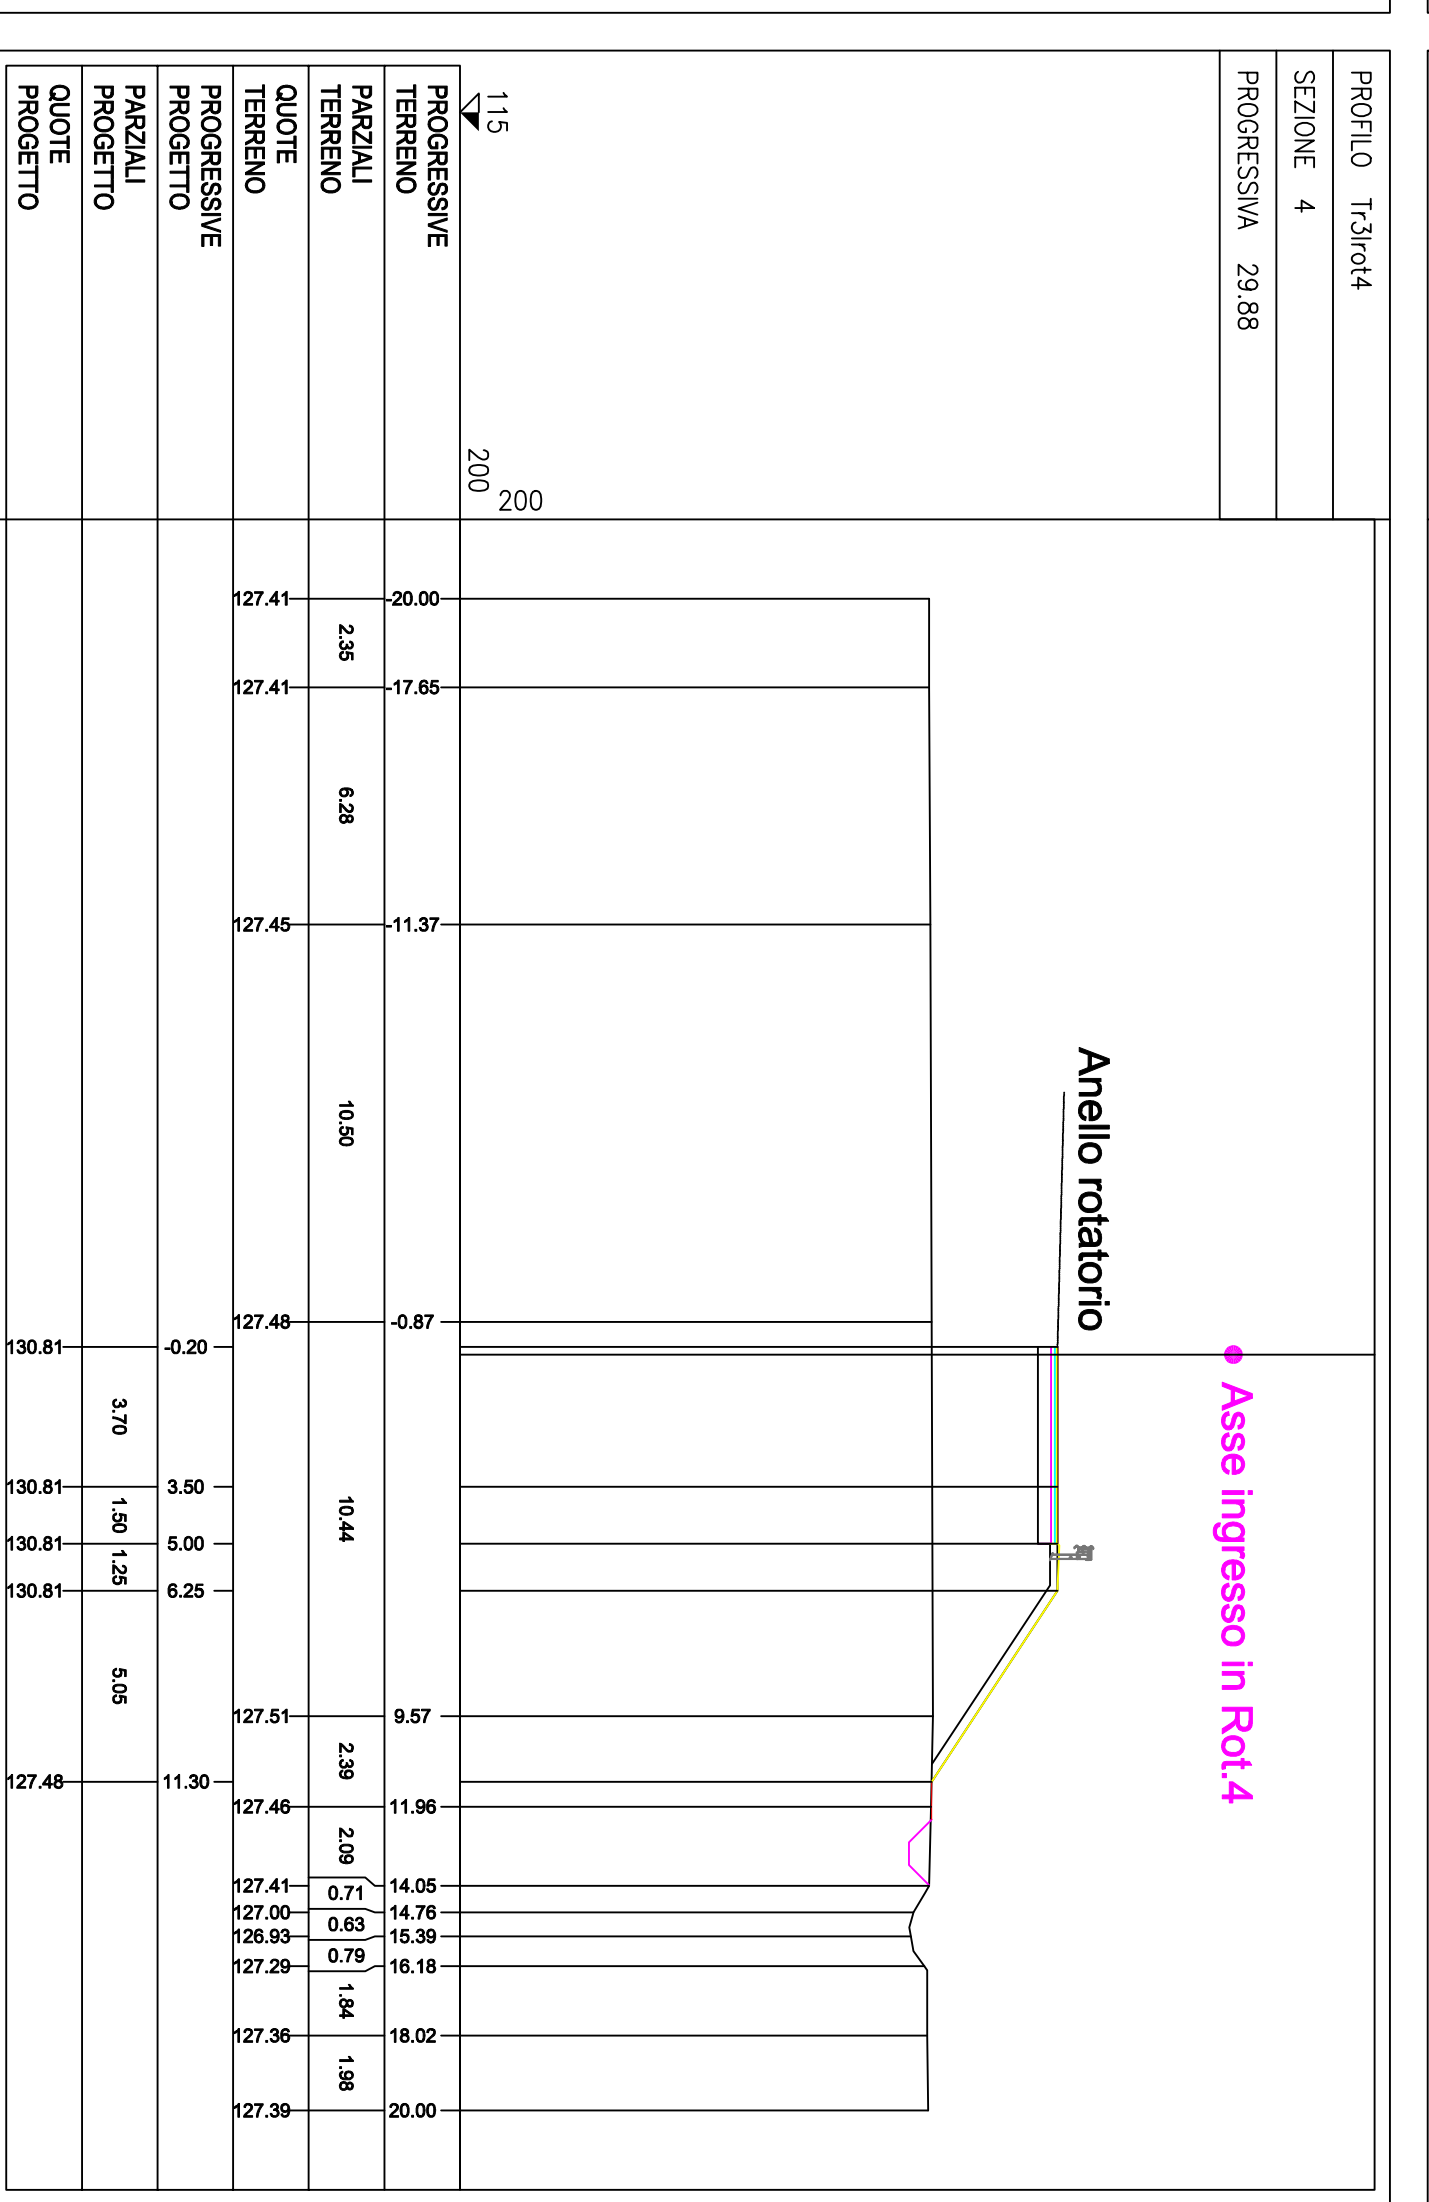 PROFILO Tr3Irot4
SEZIONE 4
PROGRESSIVA 29.88
Asse ingresso in Rot.4
Anello rotatorio
200
200
115
PROGRESSIVE TERRENO
-20.00 -17.65 -11.37 -0.87 9.57 11.96 14.05 14.76 15.39 16.18 18.02 20.00
PARZIALI TERRENO
2.35 6.28 10.50 10.44 2.39 2.09 0.71 0.63 0.79 1.84 1.98
QUOTE TERRENO
127.41 127.41 127.45 127.48 127.51 127.46 127.41 127.00 126.93 127.29 127.36 127.39
PROGRESSIVE PROGETTO
-0.20 3.50 5.00 6.25 11.30
PARZIALI PROGETTO
3.70 1.50 1.25 5.05
QUOTE PROGETTO
130.81 130.81 130.81 130.81 127.48